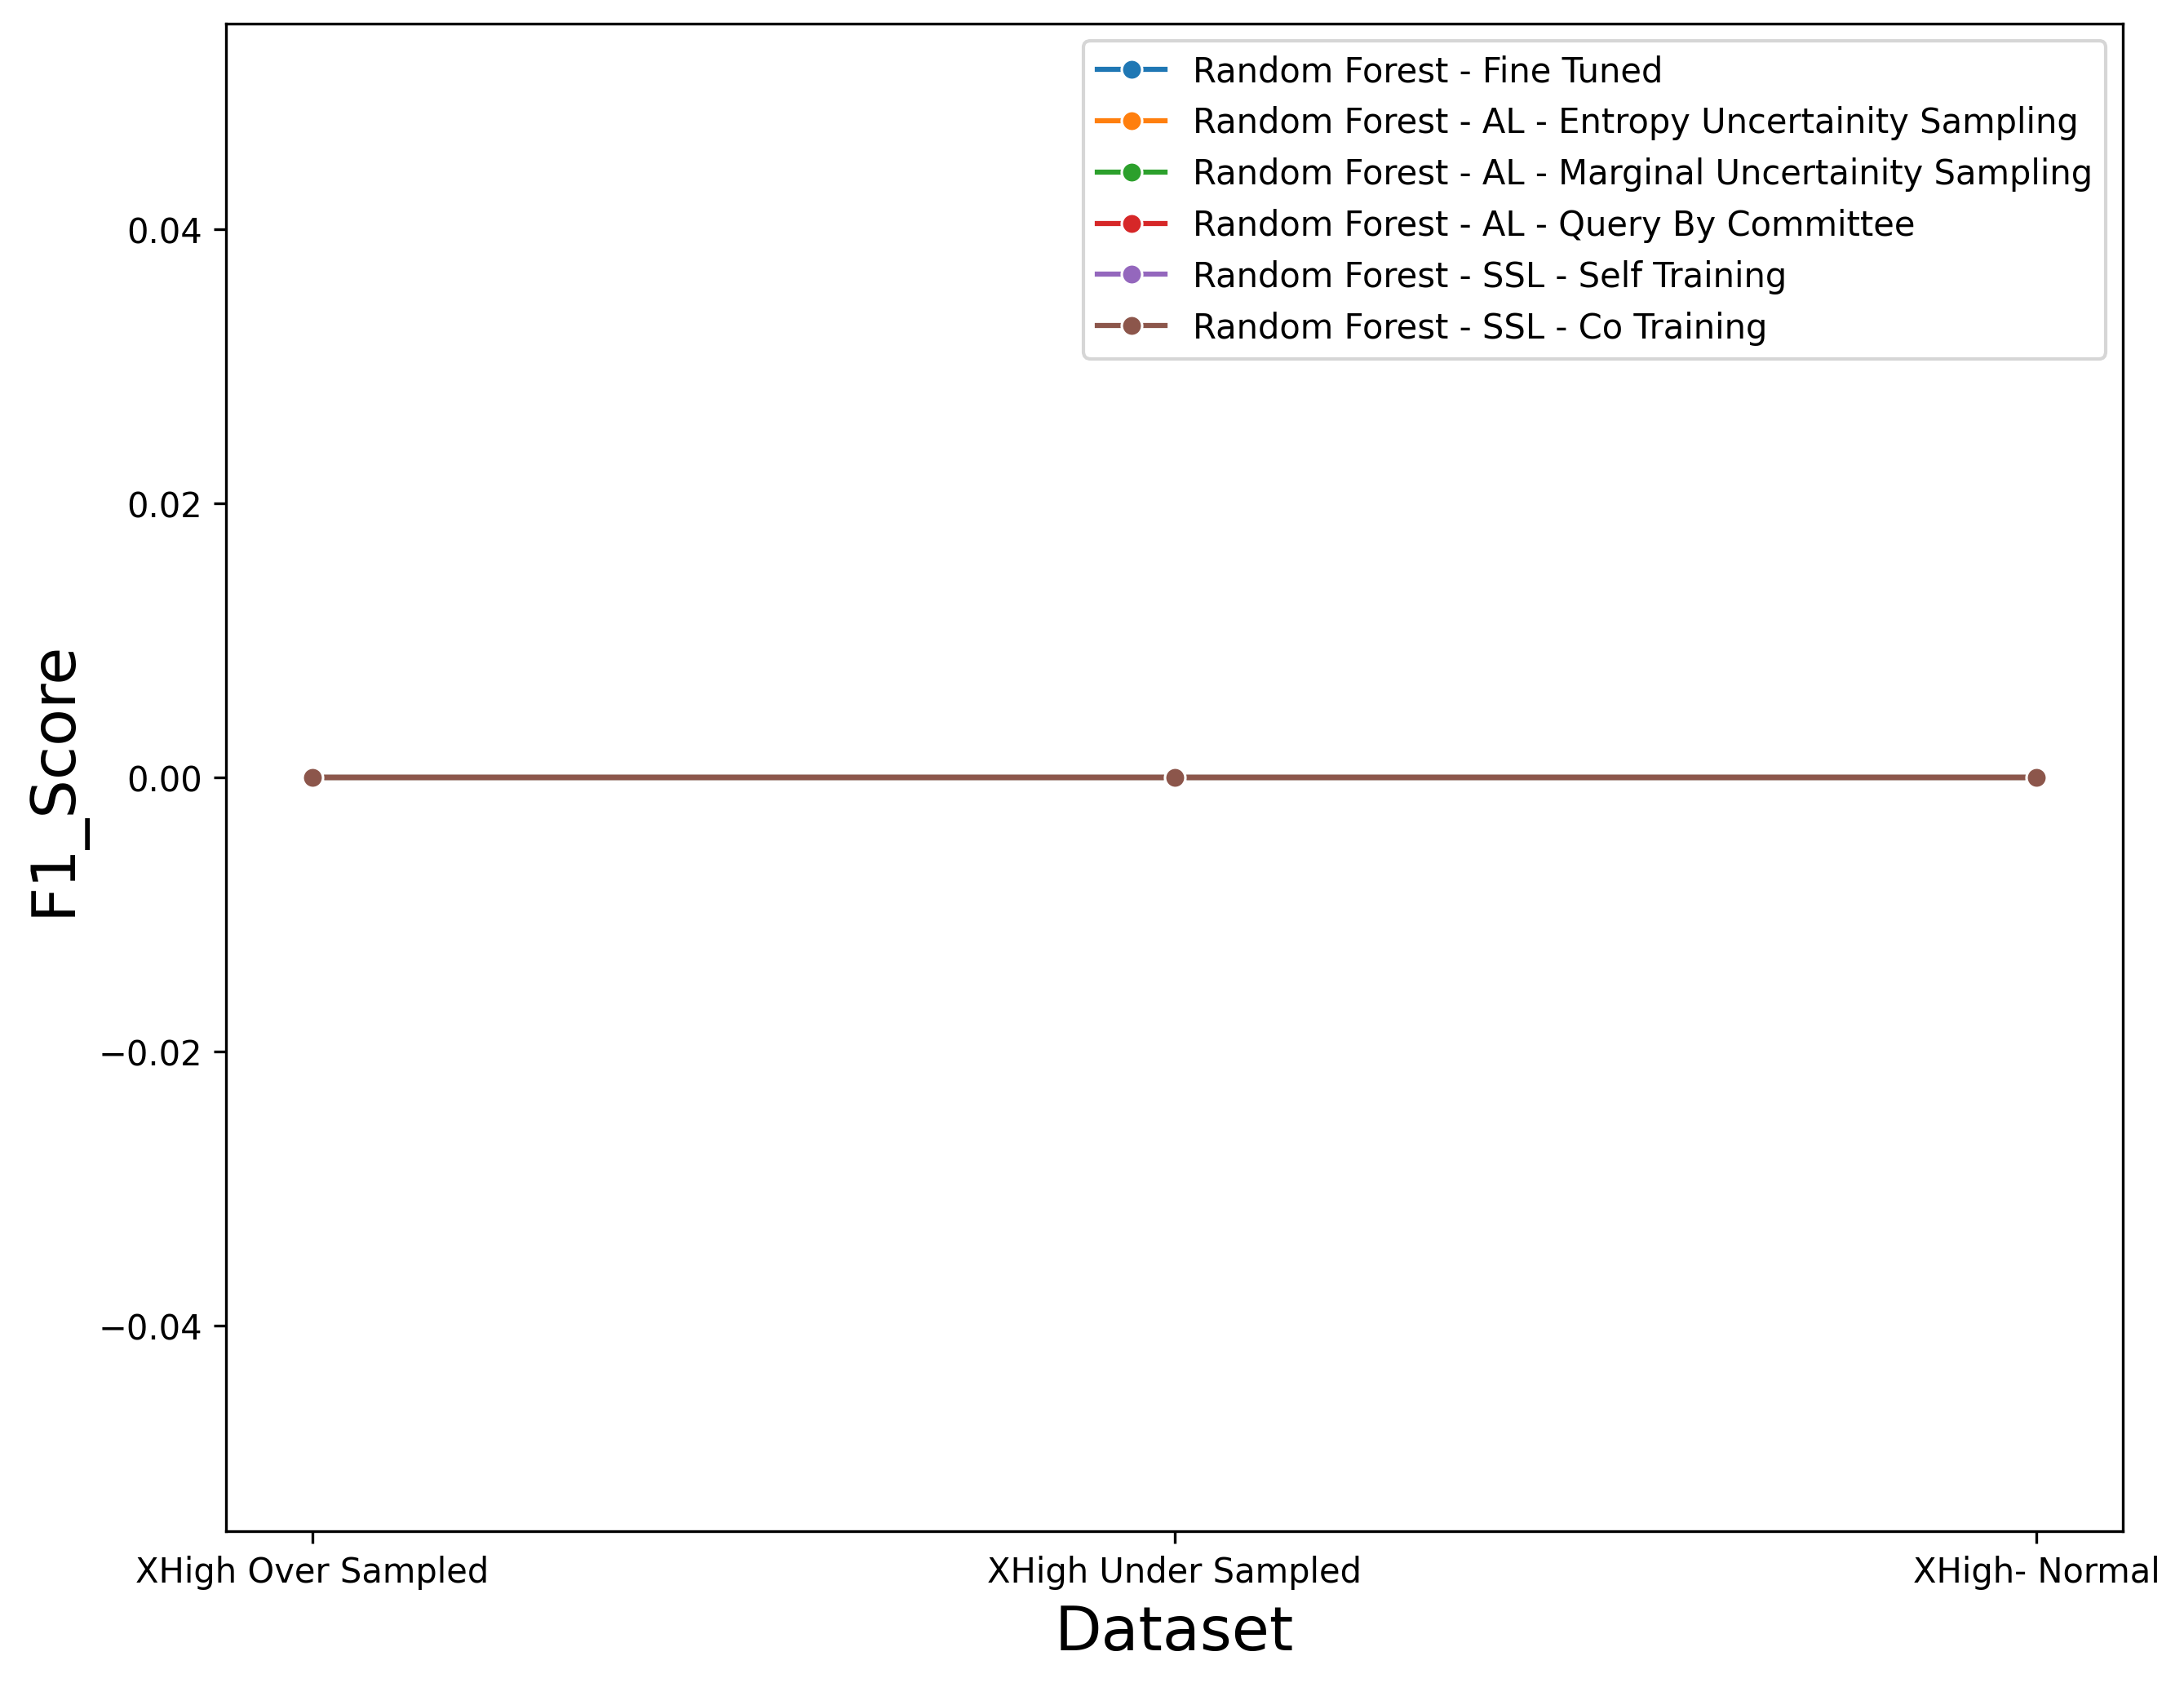 Random Forest - Fine Tuned
Random Forest - AL - Entropy Uncertainity Sampling
Random Forest - AL - Marginal Uncertainity Sampling
Random Forest - AL - Query By Committee
Random Forest - SSL - Self Training
Random Forest - SSL - Co Training
0.04
0.02
0.00
−0.02
−0.04
F1_Score
XHigh Over Sampled
XHigh Under Sampled
XHigh- Normal
Dataset